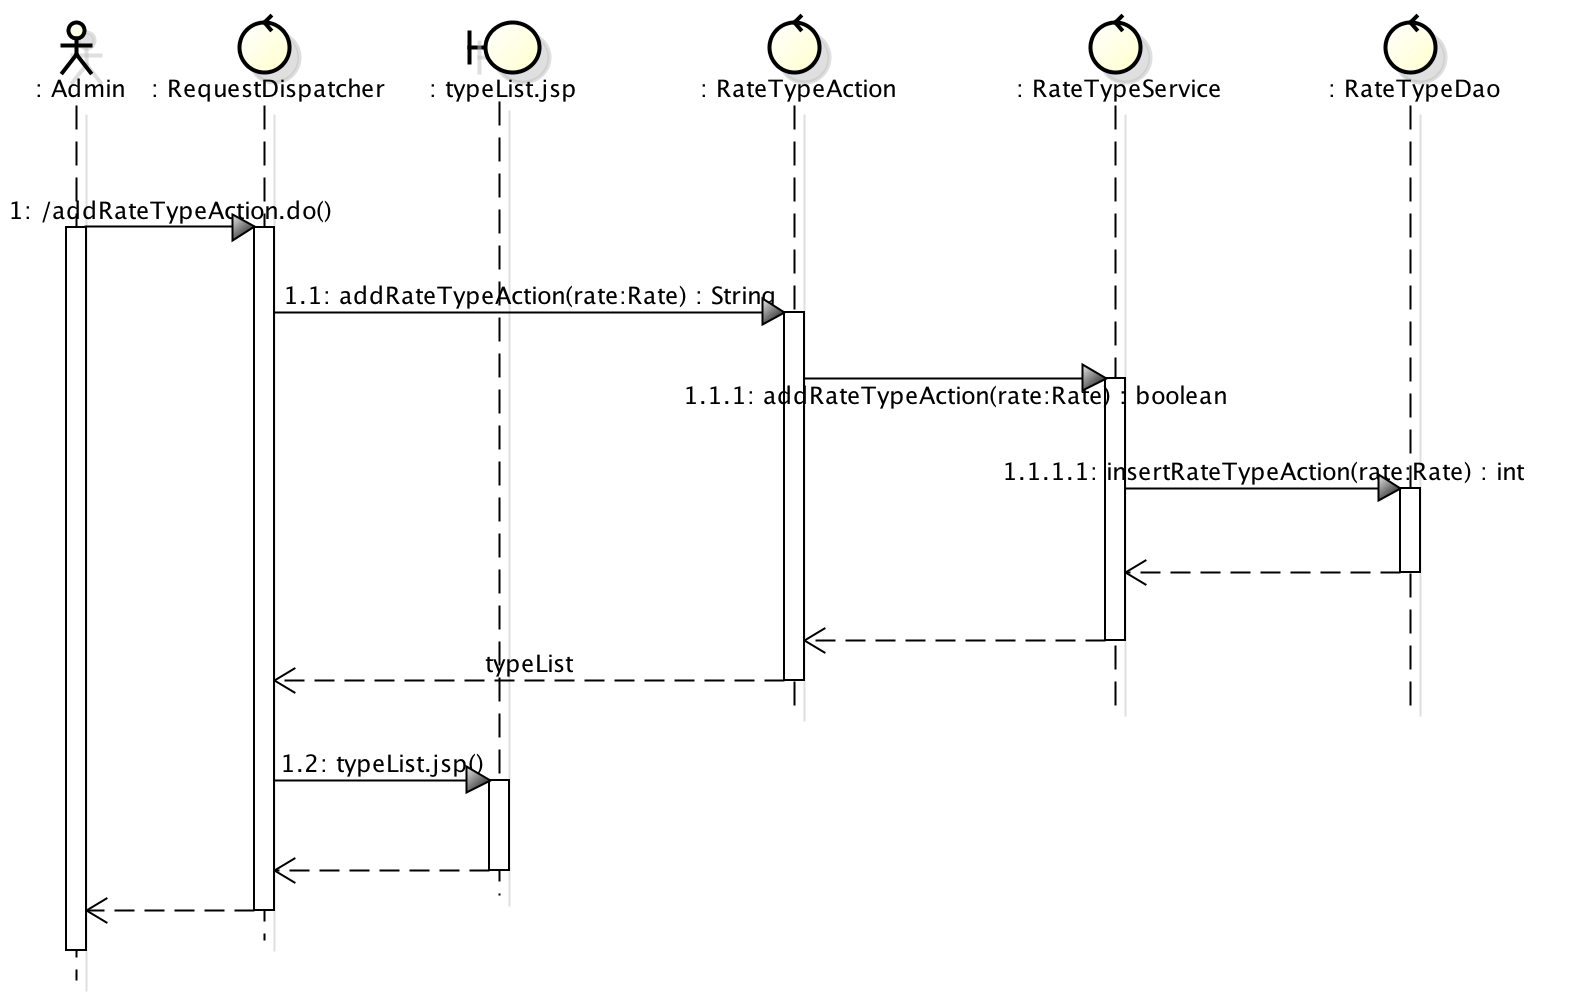 : Admin
: RequestDispatcher
: typeList.jsp
: RateTypeAction
: RateTypeService
: RateTypeDao
1: /addRateTypeAction.do()
1.1: addRateTypeAction(rate:Rate) : String
1.1.1: addRateTypeAction(rate:Rate) : boolean
1.1.1.1: insertRateTypeAction(rate:Rate) : int
typeList
1.2: typeList.jsp()